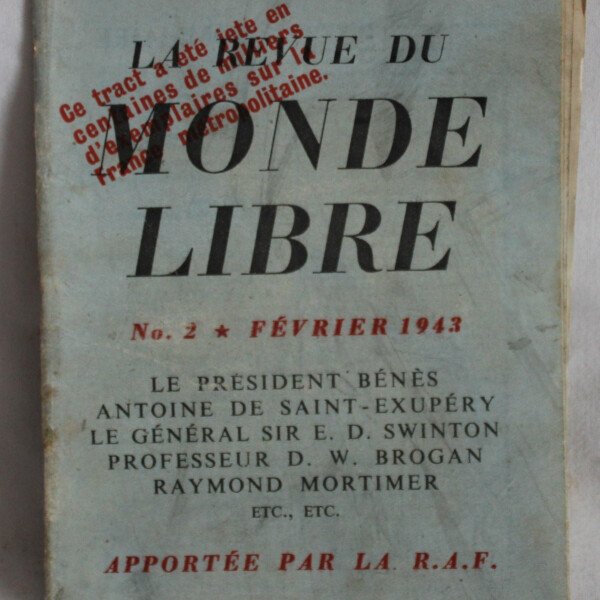 LA REVUE DU
MONDE
LIBRE
Ce tract a été jeté en
centaines de milliers
d'exemplaires sur la
France métropolitaine.
No. 2 ★ FÉVRIER 1943
LE PRÉSIDENT BÉNÈS
ANTOINE DE SAINT-EXUPÉRY
LE GÉNÉRAL SIR E. D. SWINTON
PROFESSEUR D. W. BROGAN
RAYMOND MORTIMER
ETC., ETC.
APPORTÉE PAR LA R.A.F.